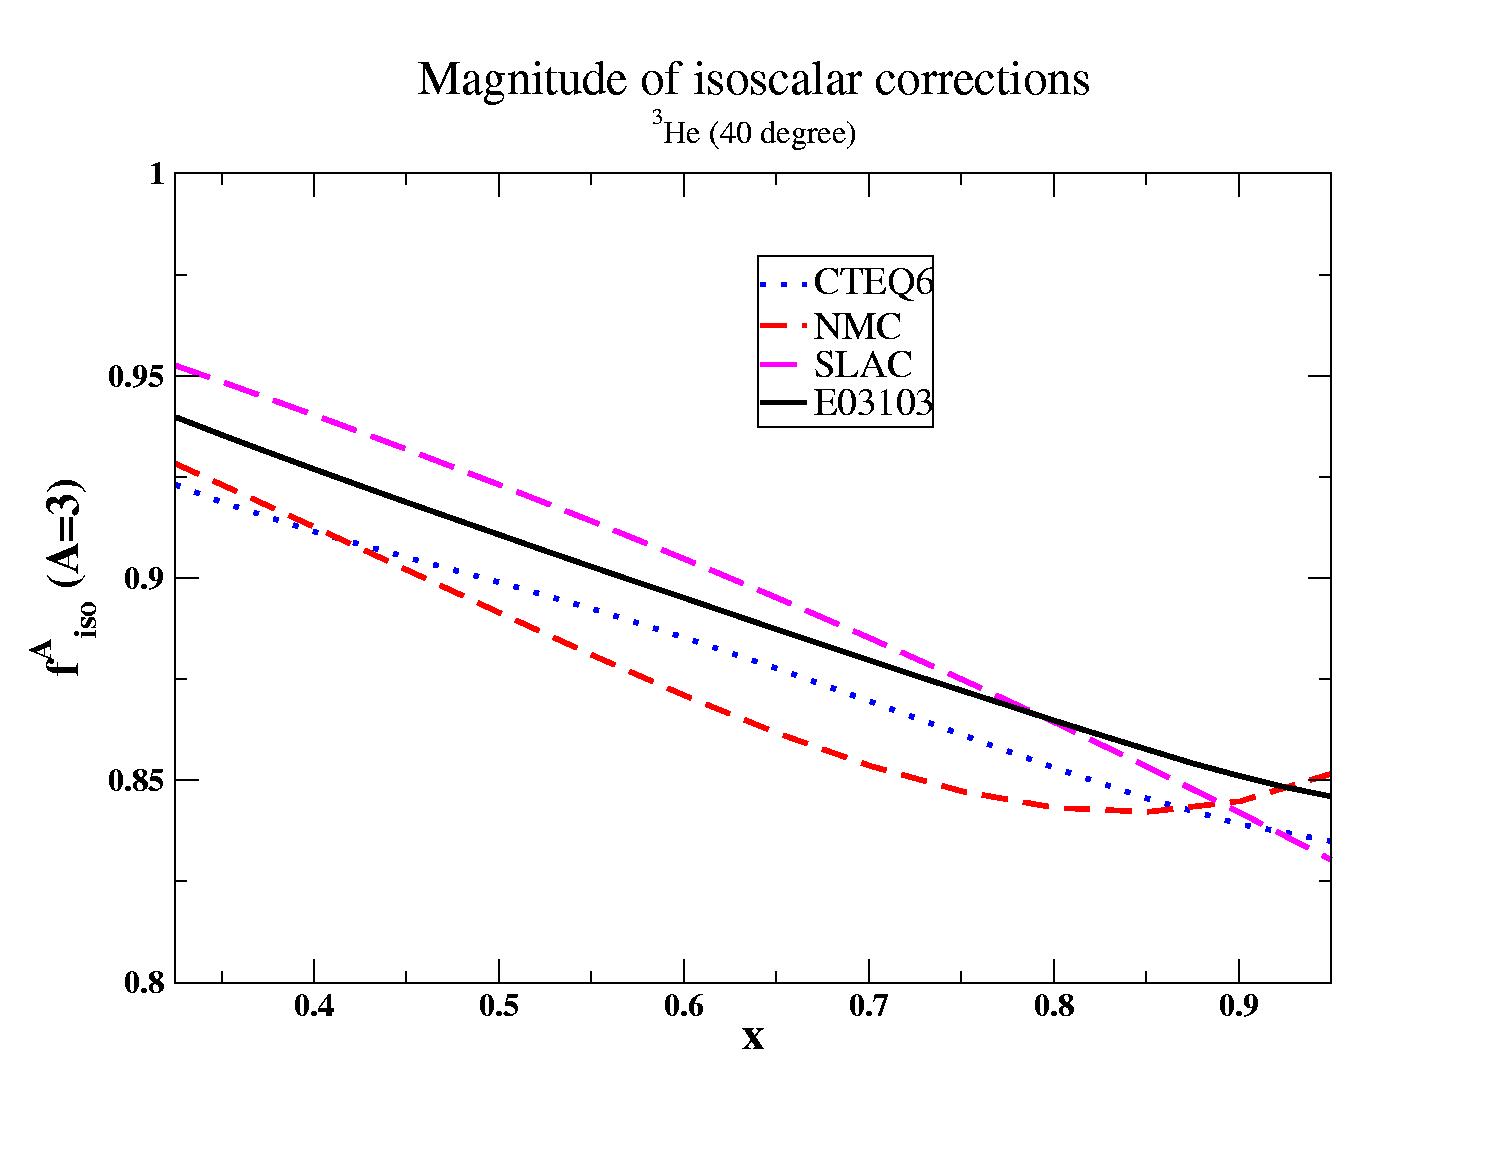 Magnitude of isoscalar corrections
3He (40 degree)
1
0.95
0.9
0.85
0.8
fAiso (A=3)
CTEQ6
NMC
SLAC
E03103
0.4 0.5 0.6 0.7 0.8 0.9
x